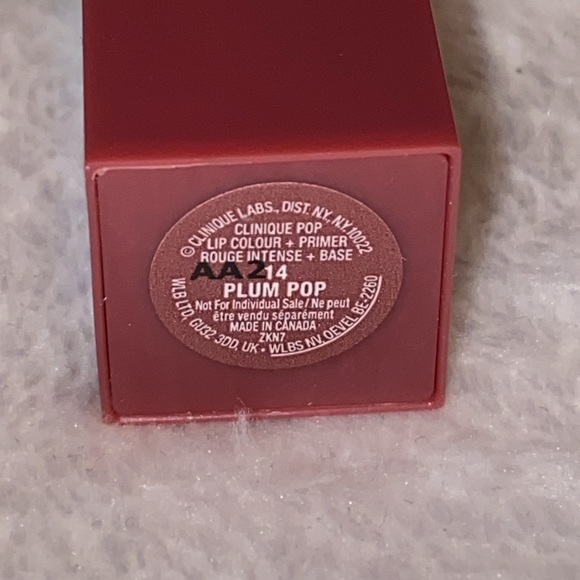 © CLINIQUE LABS., DIST. NY, NY, 10022
CLINIQUE POP
LIP COLOUR + PRIMER
ROUGE INTENSE + BASE
AA2 14
PLUM POP
Not For Individual Sale/Ne peut
être vendu séparément
MADE IN CANADA
ZKN7
WLB LTD, GU32 3DD, UK • WLBS NV, OEVEL BE-2260